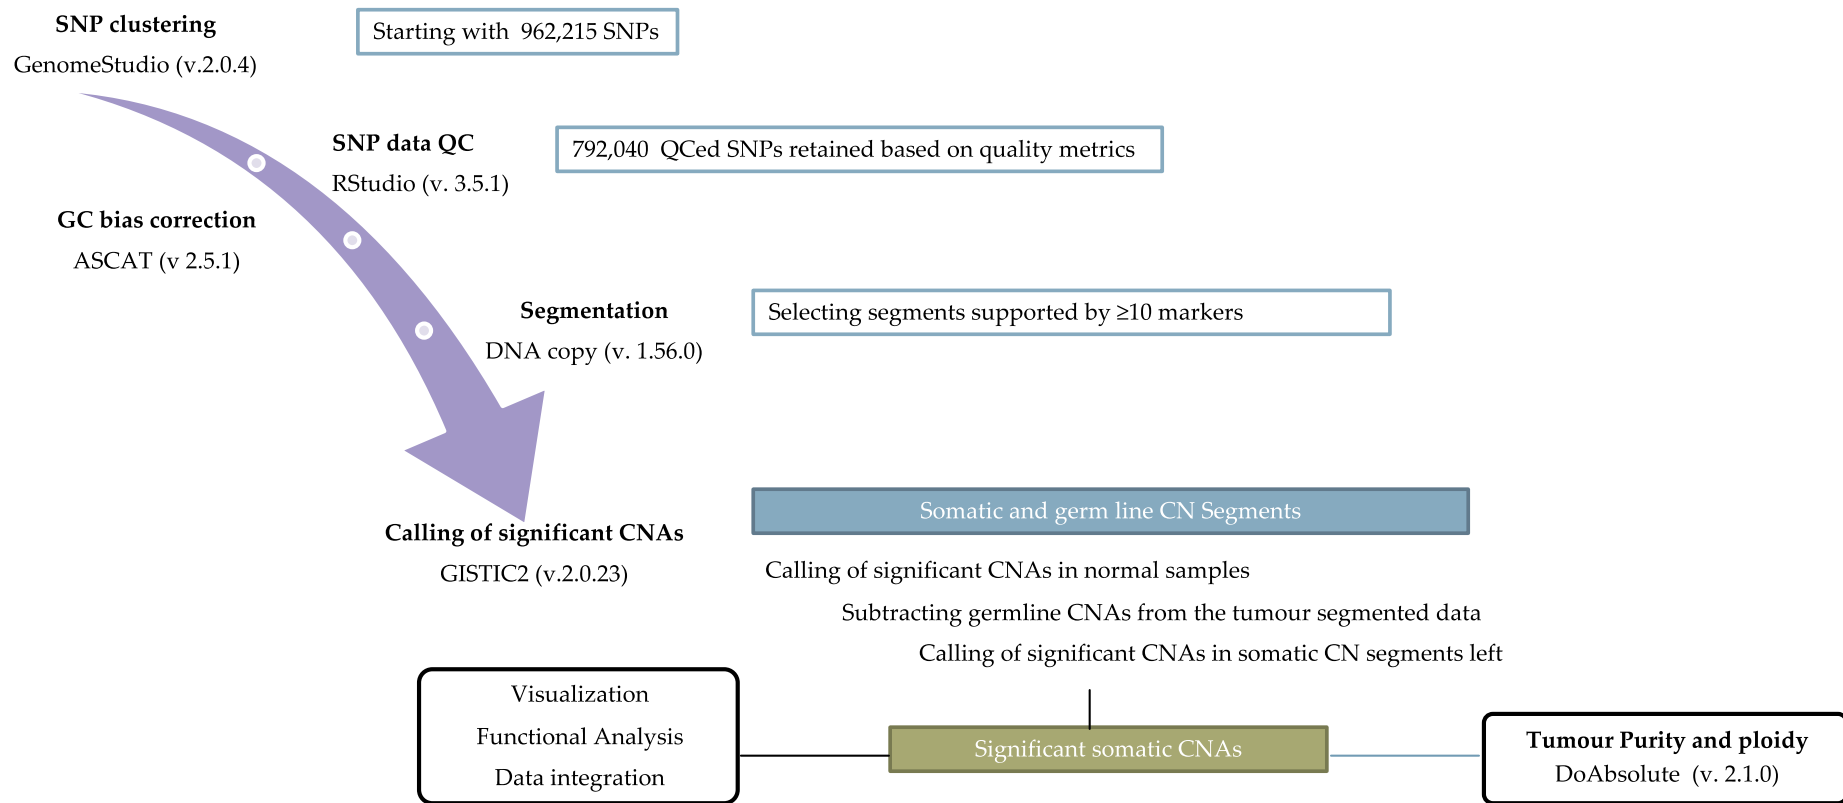 SNP clustering
GenomeStudio (v.2.0.4)
Starting with 962,215 SNPs
SNP data QC
RStudio (v. 3.5.1)
792,040 QCed SNPs retained based on quality metrics
GC bias correction
ASCAT (v 2.5.1)
Segmentation
DNA copy (v. 1.56.0)
Selecting segments supported by ≥10 markers
Calling of significant CNAs
GISTIC2 (v.2.0.23)
Somatic and germ line CN Segments
Calling of significant CNAs in normal samples
Subtracting germline CNAs from the tumour segmented data
Calling of significant CNAs in somatic CN segments left
Visualization
Functional Analysis
Data integration
Significant somatic CNAs
Tumour Purity and ploidy
DoAbsolute (v. 2.1.0)